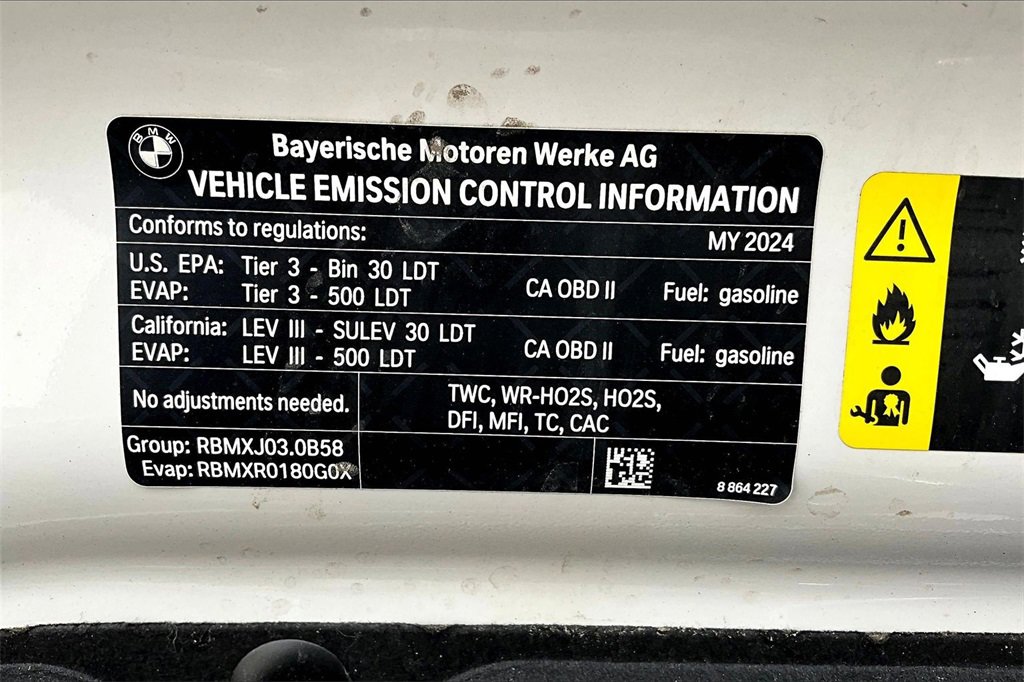 BMW
Bayerische Motoren Werke AG
VEHICLE EMISSION CONTROL INFORMATION
Conforms to regulations: MY 2024
U.S. EPA: Tier 3 - Bin 30 LDT
EVAP: Tier 3 - 500 LDT CA OBD II Fuel: gasoline
California: LEV III - SULEV 30 LDT
EVAP: LEV III - 500 LDT CA OBD II Fuel: gasoline
No adjustments needed.
TWC, WR-HO2S, HO2S,
DFI, MFI, TC, CAC
Group: RBMXJ03.0B58
Evap: RBMXR0180G0X
8 864 227